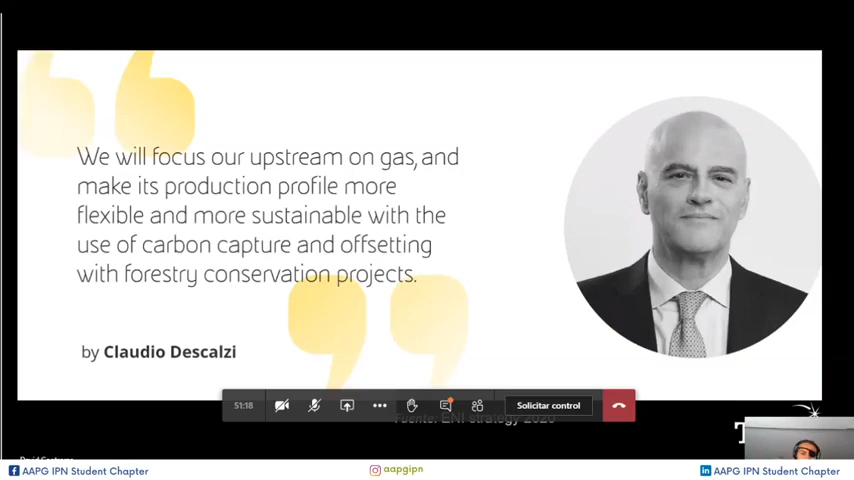 We will focus our upstream on gas, and
make its production profile more
flexible and more sustainable with the
use of carbon capture and offsetting
with forestry conservation projects.
by Claudio Descalzi
51:18
Solicitar control
Fuente: ENI strategy 2020
T
AAPG IPN Student Chapter
aapgipn
AAPG IPN Student Chapter